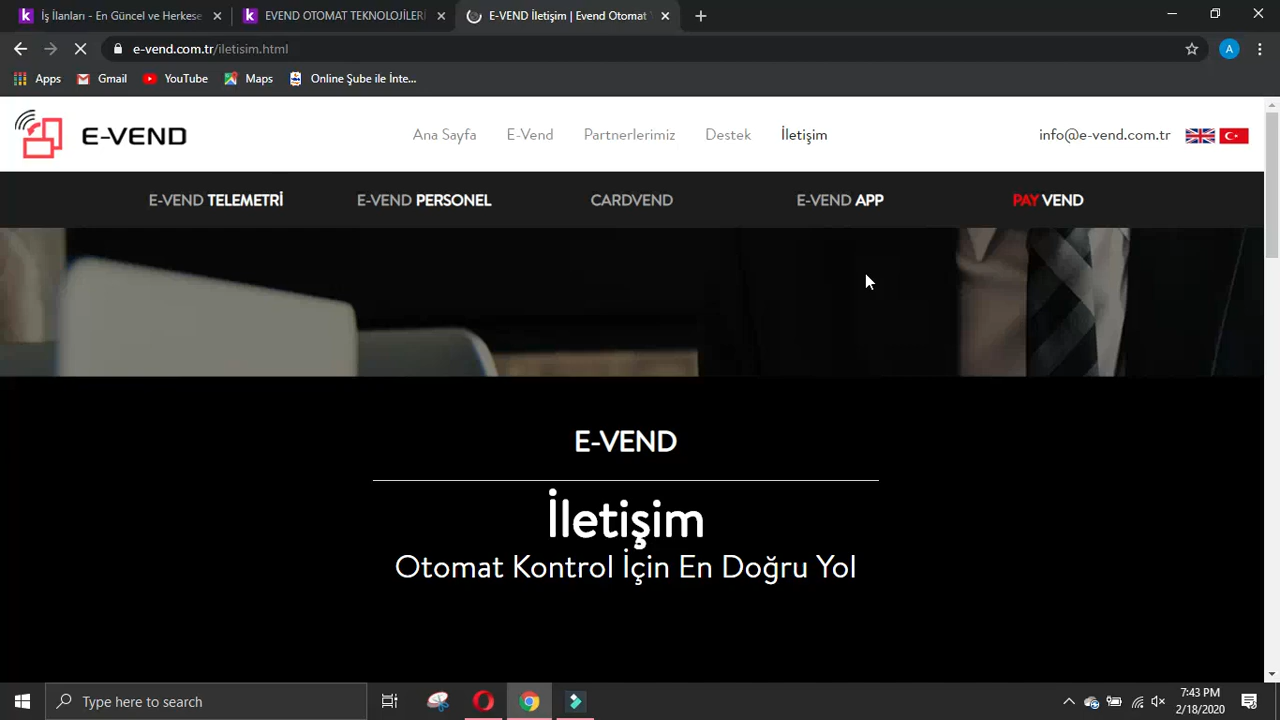 İş İlanları - En Güncel ve Herkese
EVEND OTOMAT TEKNOLOJİLERİ
E-VEND İletişim | Evend Otomat
e-vend.com.tr/iletisim.html
A
Apps
Gmail
YouTube
Maps
Online Şube ile İnte...
E-VEND
Ana Sayfa
E-Vend
Partnerlerimiz
Destek
İletişim
info@e-vend.com.tr
E-VEND TELEMETRİ
E-VEND PERSONEL
CARDVEND
E-VEND APP
PAY VEND
E-VEND
İletişim
Otomat Kontrol İçin En Doğru Yol
Type here to search
7:43 PM
2/18/2020